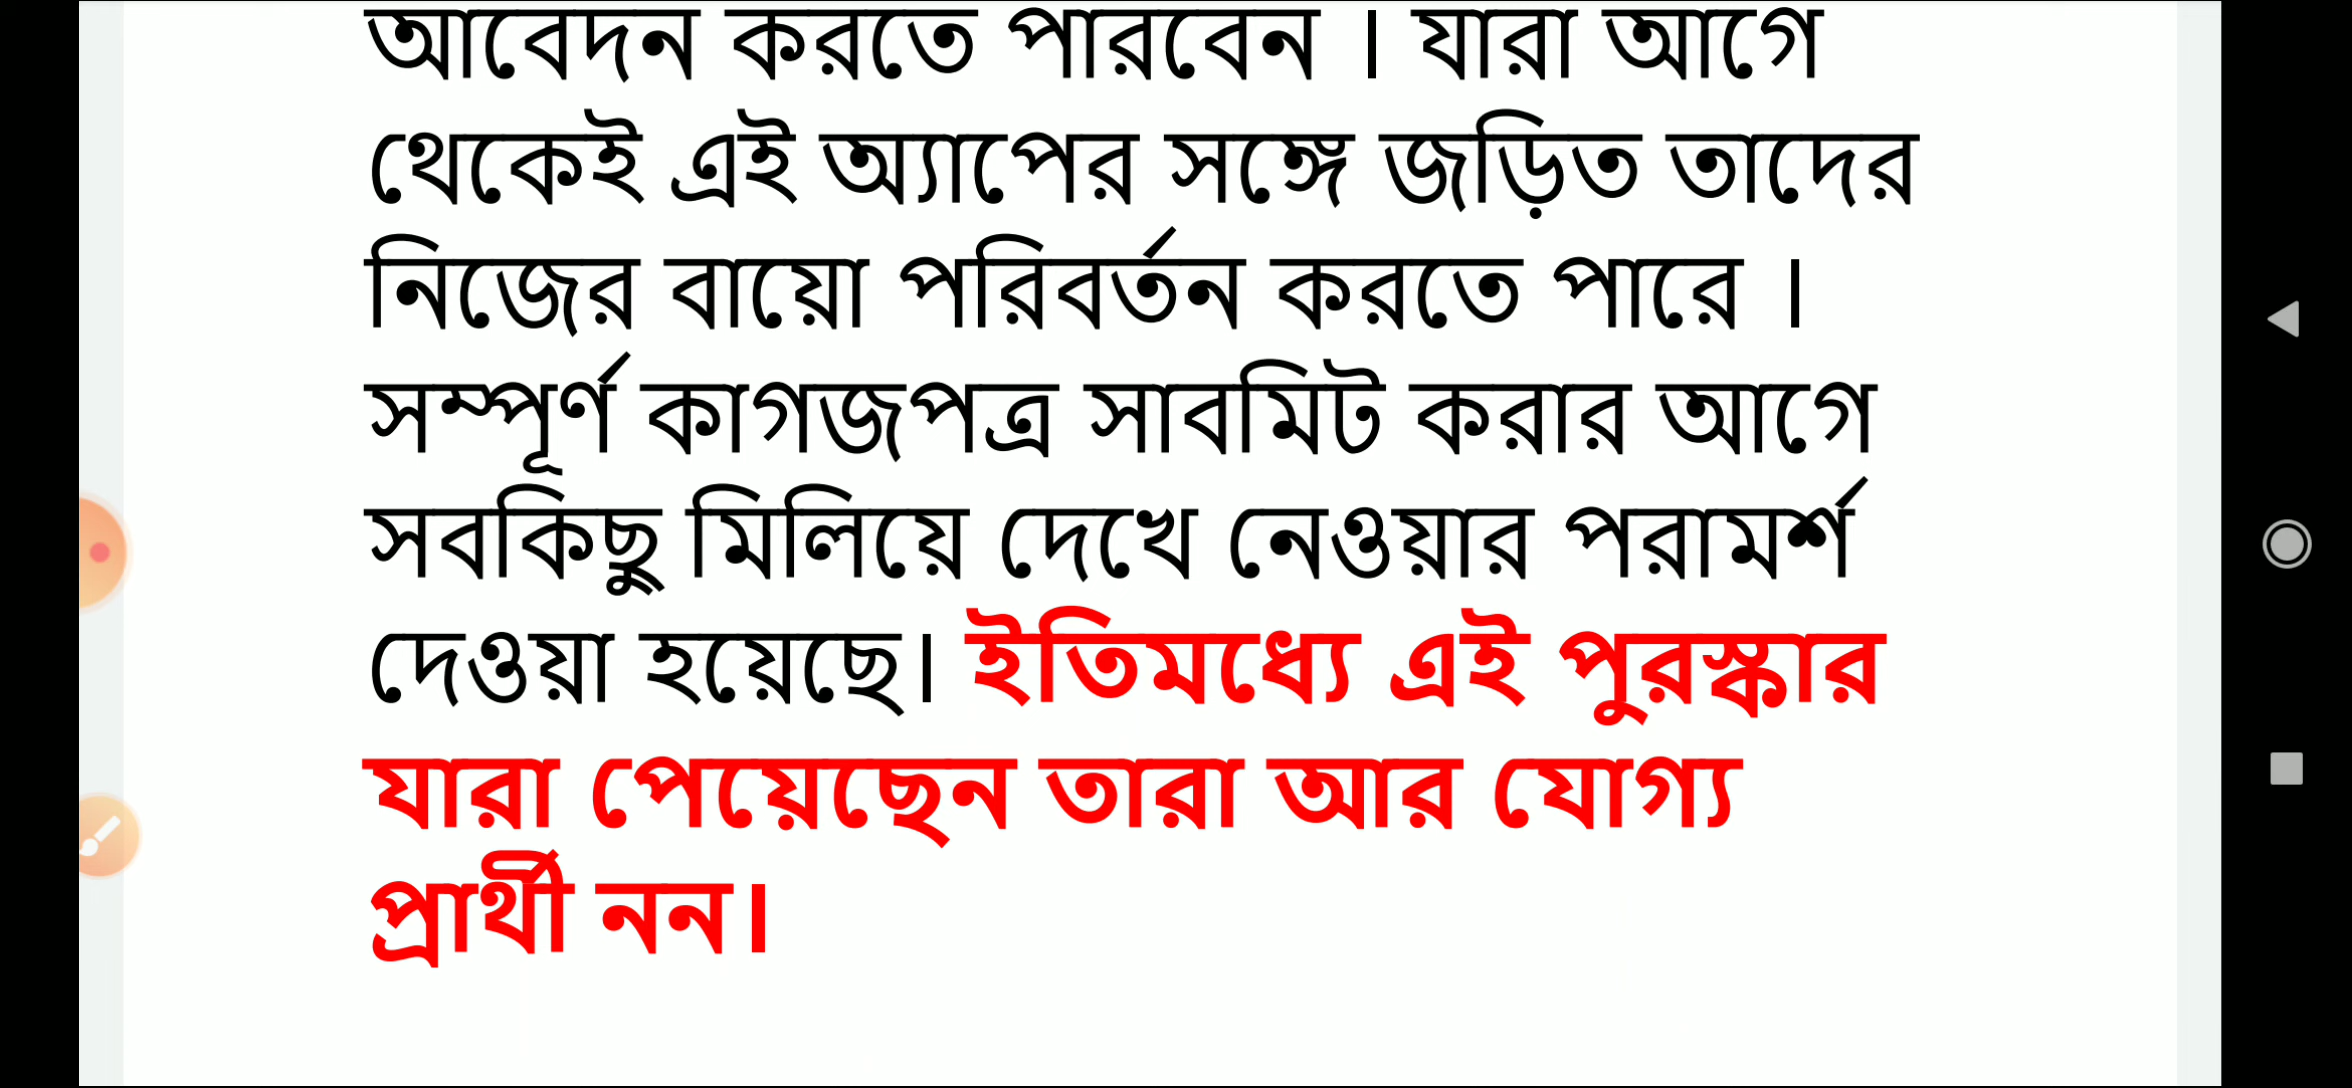 আবেদন করতে পারবেন । যারা আগে
থেকেই এই অ্যাপের সঙ্গে জড়িত তাদের
নিজের বায়ো পরিবর্তন করতে পারে ।
সম্পূর্ণ কাগজপত্র সাবমিট করার আগে
সবকিছু মিলিয়ে দেখে নেওয়ার পরামর্শ
দেওয়া হয়েছে। ইতিমধ্যে এই পুরস্কার
যারা পেয়েছেন তারা আর যোগ্য
প্রার্থী নন।